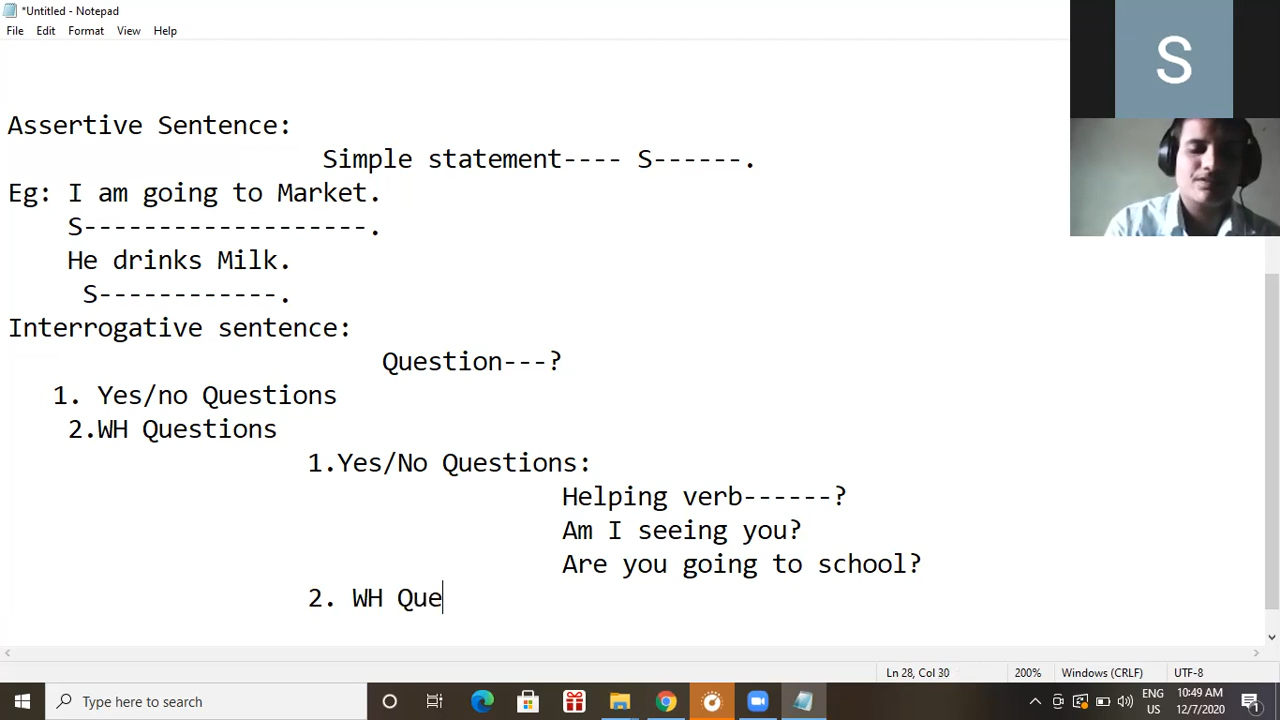 *Untitled - Notepad
File Edit Format View Help
S
Assertive Sentence:
Simple statement---- S------.
Eg: I am going to Market.
S-------------------.
He drinks Milk.
S------------.
Interrogative sentence:
Question---?
1. Yes/no Questions
2.WH Questions
1.Yes/No Questions:
Helping verb------?
Am I seeing you?
Are you going to school?
2. WH Que
Ln 28, Col 30 200% Windows (CRLF) UTF-8
Type here to search
ENG
US
10:49 AM
12/7/2020
1